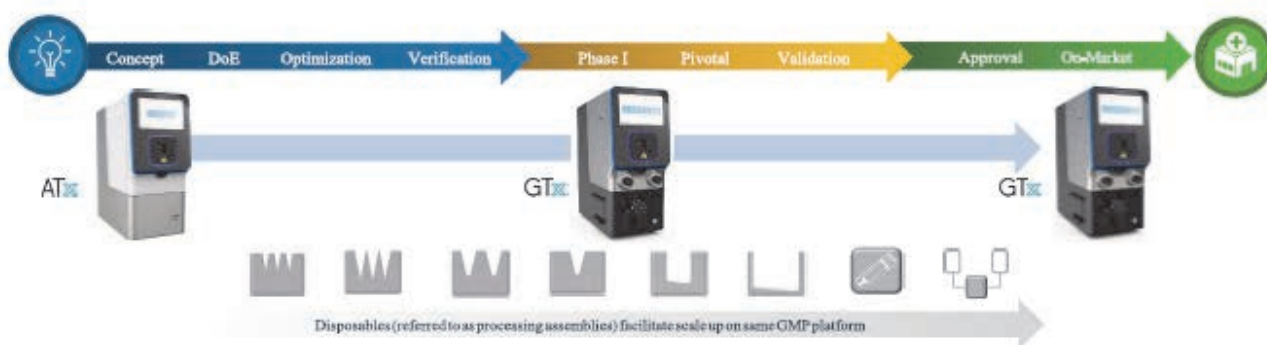 Concept DoE Optimization Verification Phase I Pivotal Validation Approval On-Market
ATx GTx GTx
Disposables (referred to as processing assemblies) facilitate scale up on same GMP platform